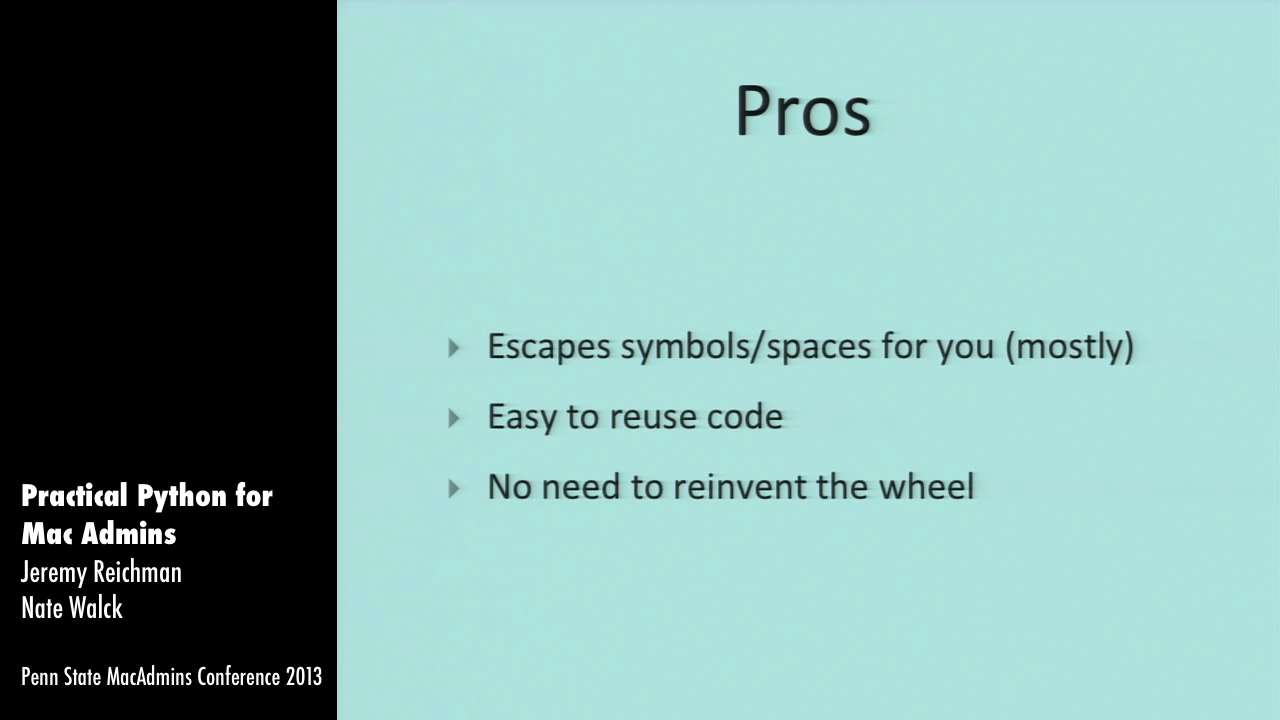 Pros
Escapes symbols/spaces for you (mostly)
Easy to reuse code
No need to reinvent the wheel
Practical Python for
Mac Admins
Jeremy Reichman
Nate Walck
Penn State MacAdmins Conference 2013